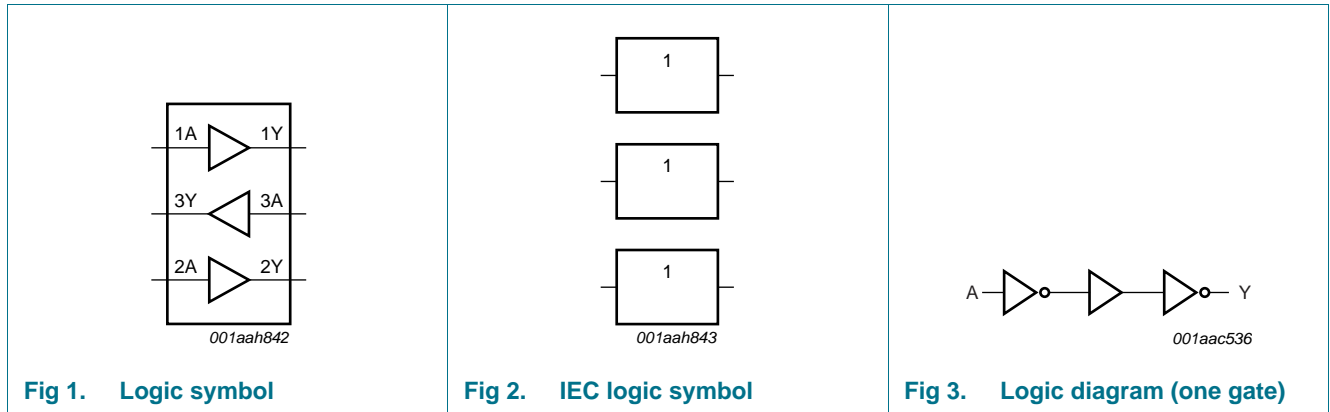 1A 1Y
3Y 3A
2A 2Y
001aah842
Fig 1. Logic symbol
1
1
1
001aah843
Fig 2. IEC logic symbol
A Y
001aac536
Fig 3. Logic diagram (one gate)